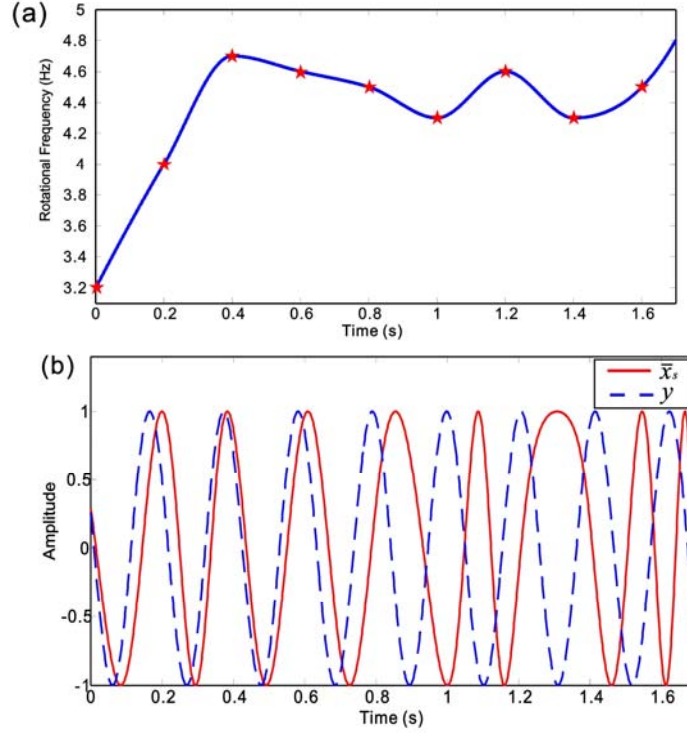 (a)
5
4.8
4.6
4.4
4.2
4
3.8
3.6
3.4
3.2
Rotational Frequency (Hz)
0 0.2 0.4 0.6 0.8 1 1.2 1.4 1.6
Time (s)
(b)
x̄s
y
1
0.5
0
-0.5
-1
Amplitude
0 0.2 0.4 0.6 0.8 1 1.2 1.4 1.6
Time (s)